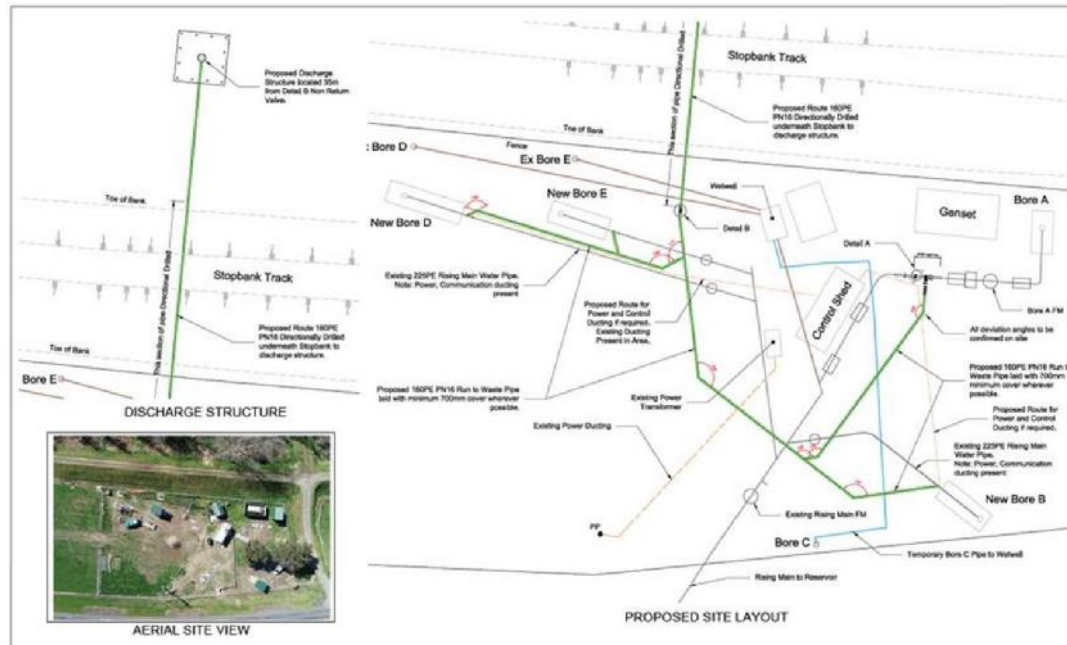 Proposed Discharge
Structure located 35m
from Detail B Non Return
Valve.
Toe of Bank
Stopbank Track
This section of pipe Directional Drilled
Proposed Route 160PE
PN16 Directionally Drilled
underneath Stopbank to
discharge structure.
Toe of Bank
Bore E
DISCHARGE STRUCTURE
AERIAL SITE VIEW
Stopbank Track
This section of pipe Directional Drilled
Proposed Route 160PE
PN16 Directionally Drilled
underneath Stopbank to
discharge structure.
Toe of Bank
Fence
Bore D
Ex Bore E
Wetwell
New Bore E
New Bore D
Detail B
Genset
Bore A
Detail A
Existing 225PE Rising Main Water Pipe.
Note: Power, Communication ducting
present
Proposed Route for
Power and Control
Ducting if required.
Existing Ducting
Present in Area.
Control Shed
Bore A FM
All deviation angles to be
confirmed on site
Proposed 160PE PN16 Run to Waste Pipe
laid with minimum 700mm cover wherever
possible.
Existing Power
Transformer
Proposed 160PE PN16 Run t
Waste Pipe laid with 700mm
minimum cover wherever
possible.
Proposed Route for
Power and Control
Ducting if required.
Existing Power Ducting
Existing 225PE Rising Main
Water Pipe.
Note: Power, Communication
ducting present
New Bore B
PP
Existing Rising Main FM
Bore C
Temporary Bore C Pipe to Wetwell
Rising Main to Reservoir
PROPOSED SITE LAYOUT